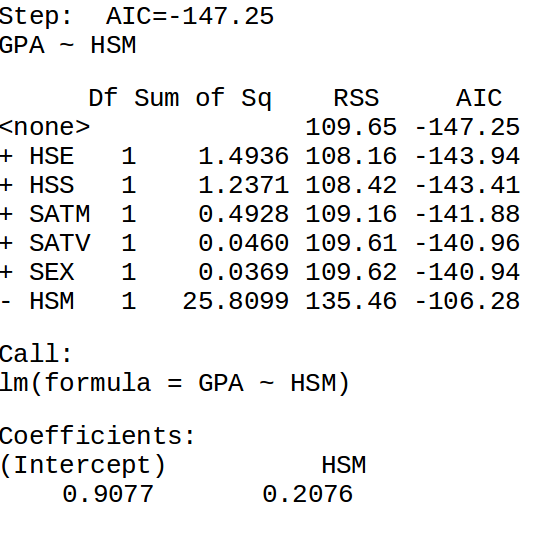 Step:  AIC=-147.25
GPA ~ HSM

      Df Sum of Sq    RSS     AIC
<none>              109.65 -147.25
+ HSE   1    1.4936 108.16 -143.94
+ HSS   1    1.2371 108.42 -143.41
+ SATM  1    0.4928 109.16 -141.88
+ SATV  1    0.0460 109.61 -140.96
+ SEX   1    0.0369 109.62 -140.94
- HSM   1   25.8099 135.46 -106.28

Call:
lm(formula = GPA ~ HSM)

Coefficients:
(Intercept)          HSM
    0.9077       0.2076